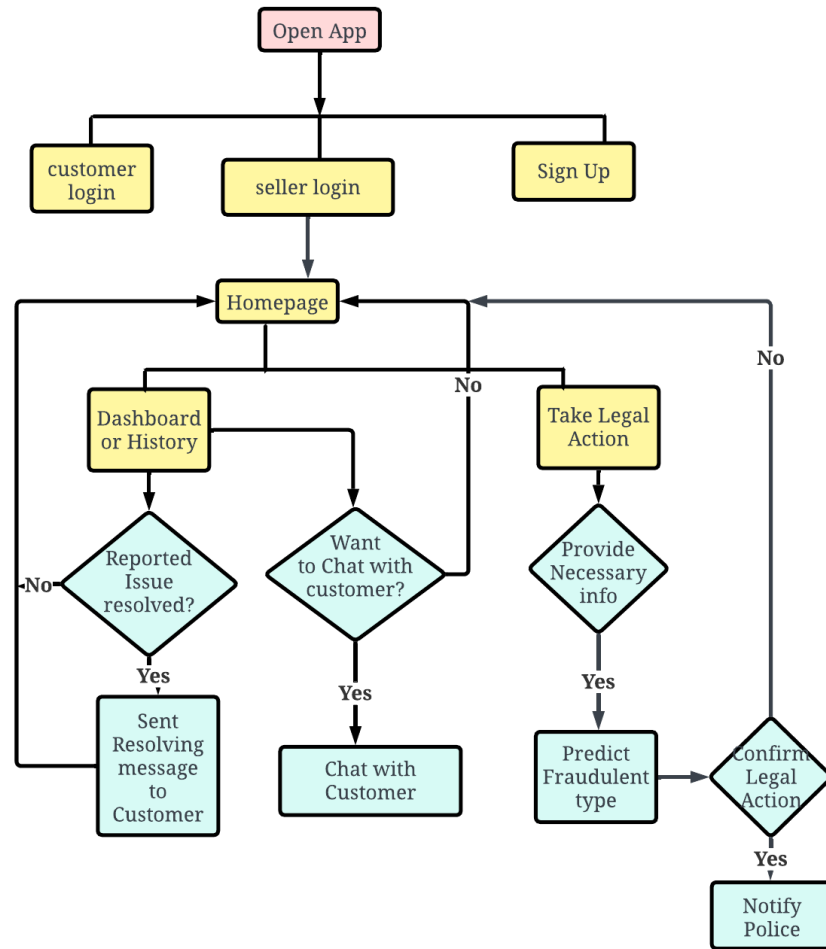 Open App
customer
login
seller login
Sign Up
Homepage
No
No
Dashboard
or History
Take Legal
Action
Reported
Issue
resolved?
No
Want
to Chat with
customer?
Provide
Necessary
info
Yes
Yes
Yes
Sent
Resolving
message
to
Customer
Chat with
Customer
Predict
Fraudulent
type
Confirm
Legal
Action
Yes
Notify
Police